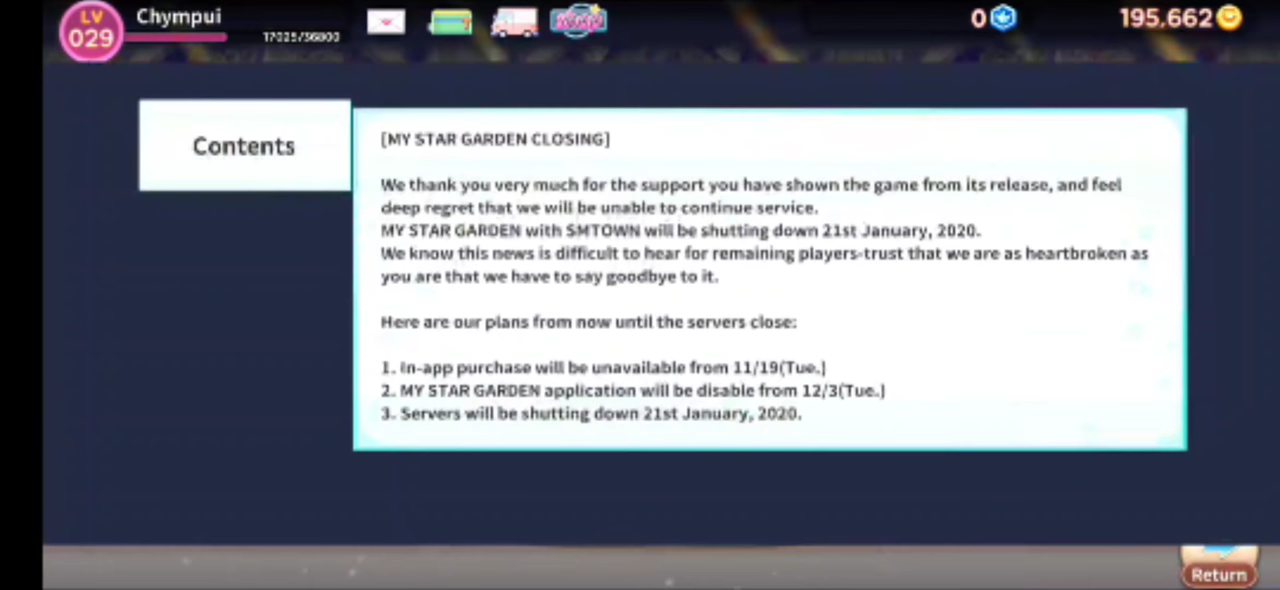 LV
029
Chympui
17025/36800
0
195,662
Contents
[MY STAR GARDEN CLOSING]
We thank you very much for the support you have shown the game from its release, and feel
deep regret that we will be unable to continue service.
MY STAR GARDEN with SMTOWN will be shutting down 21st January, 2020.
We know this news is difficult to hear for remaining players-trust that we are as heartbroken as
you are that we have to say goodbye to it.
Here are our plans from now until the servers close:
1. In-app purchase will be unavailable from 11/19(Tue.)
2. MY STAR GARDEN application will be disable from 12/3(Tue.)
3. Servers will be shutting down 21st January, 2020.
Return